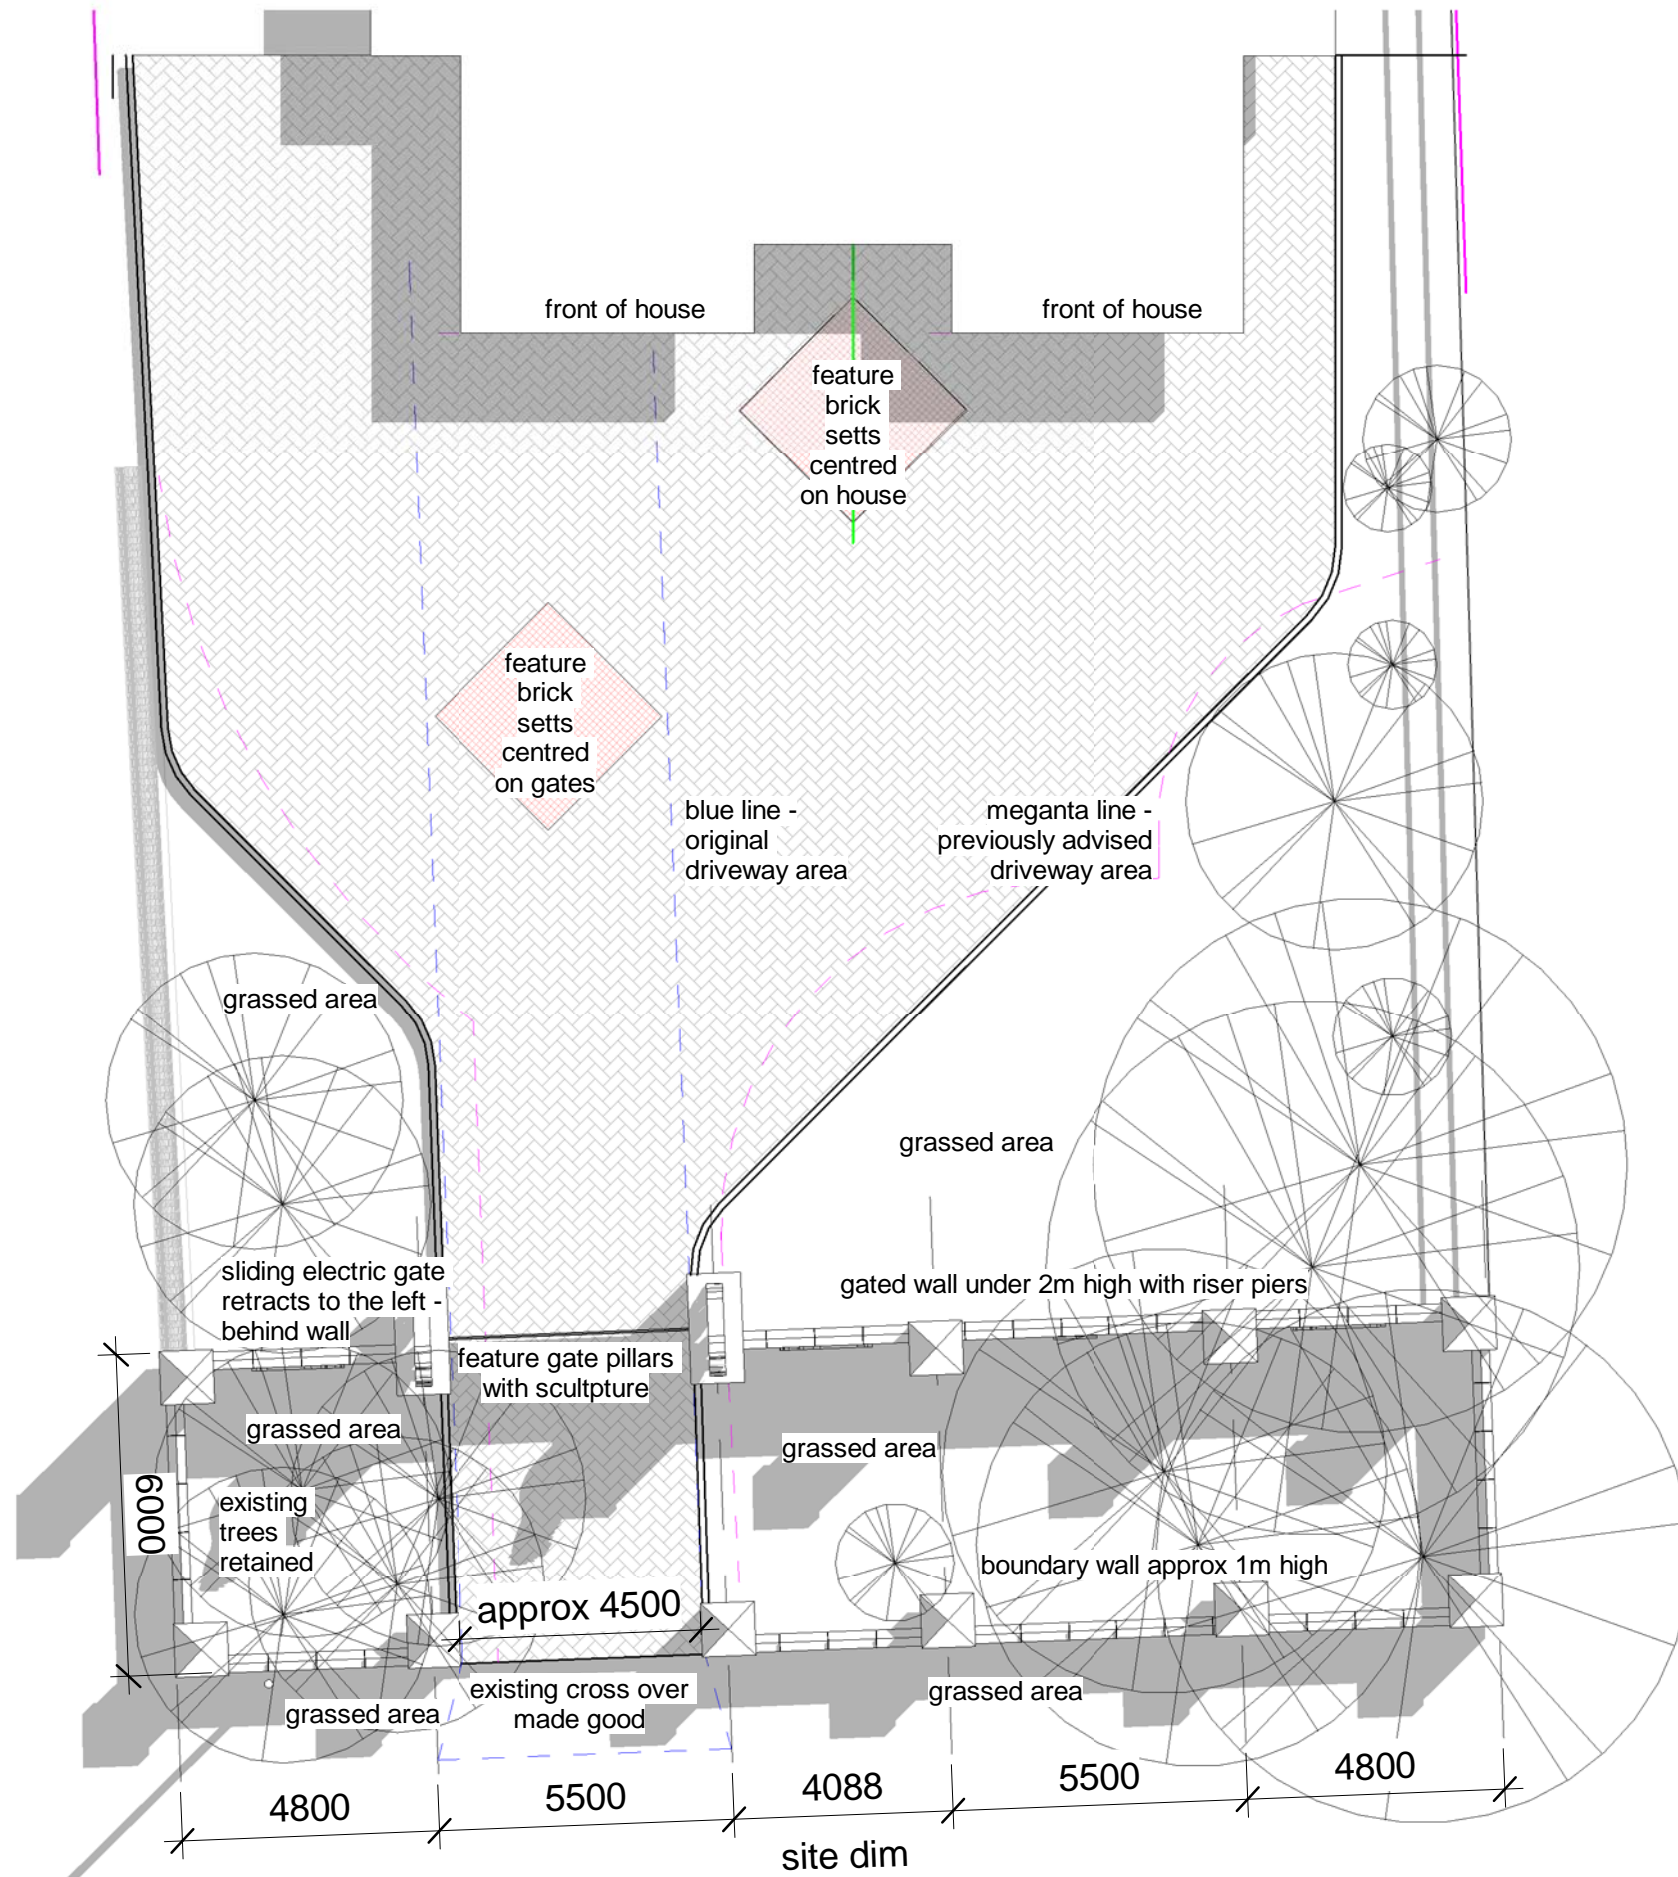 front of house
front of house
feature
brick
setts
centred
on house
feature
brick
setts
centred
on gates
blue line -
original
driveway area
meganta line -
previously advised
driveway area
grassed area
grassed area
sliding electric gate
retracts to the left -
behind wall
gated wall under 2m high with riser piers
feature gate pillars
with scultpture
grassed area
grassed area
6000
existing
trees
retained
boundary wall approx 1m high
approx 4500
existing cross over
made good
grassed area
grassed area
4800
5500
4088
5500
4800
site dim